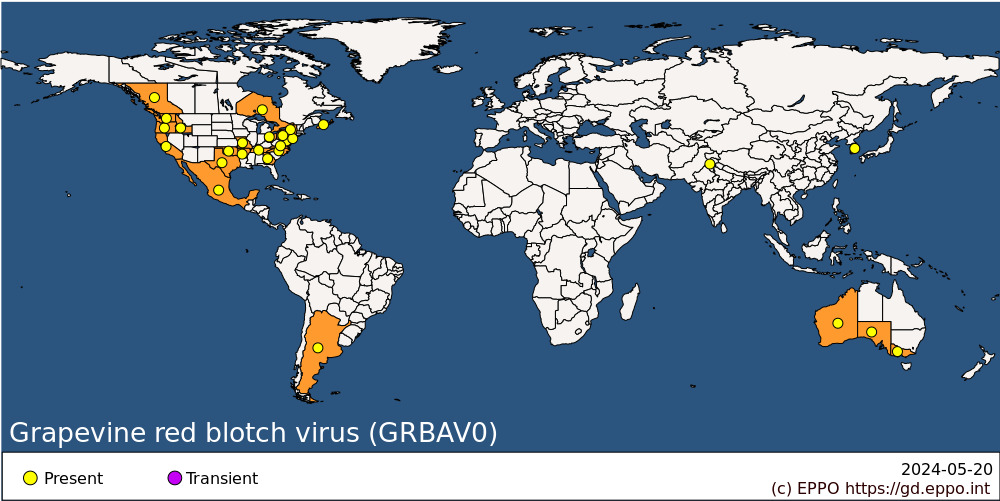 Grapevine red blotch virus (GRBAV0)
Present
Transient
2024-05-20
(c) EPPO https://gd.eppo.int